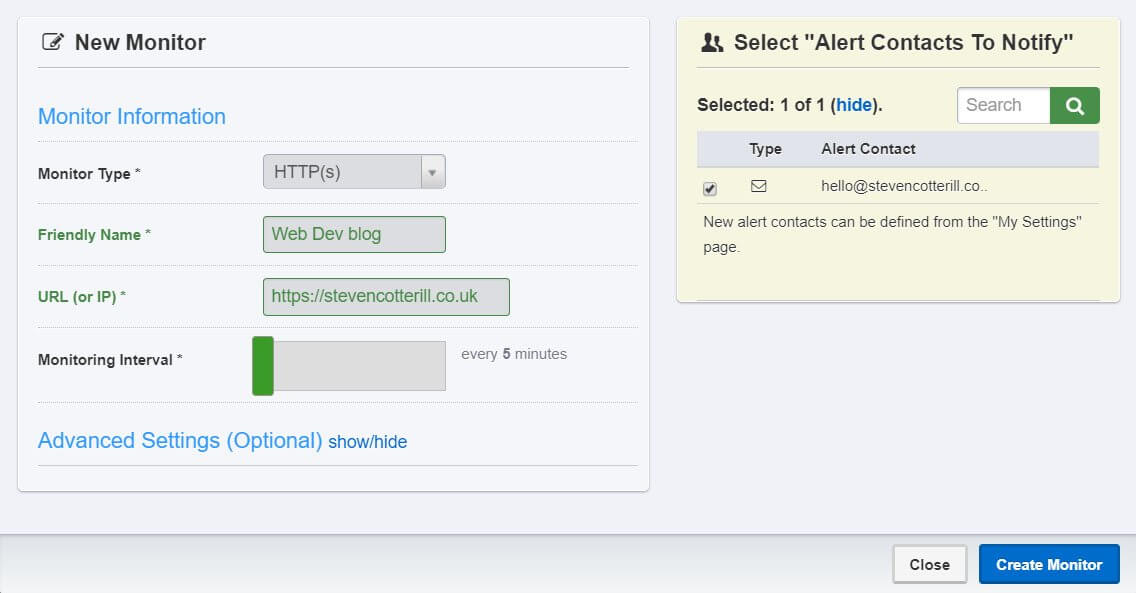 New Monitor
Monitor Information
Monitor Type *
HTTP(s)
Friendly Name *
Web Dev blog
URL (or IP) *
https://stevencotterill.co.uk
Monitoring Interval *
every 5 minutes
Advanced Settings (Optional) show/hide
Select "Alert Contacts To Notify"
Selected: 1 of 1 (hide).
Search
Type Alert Contact
hello@stevencotterill.co..
New alert contacts can be defined from the "My Settings"
page.
Close
Create Monitor